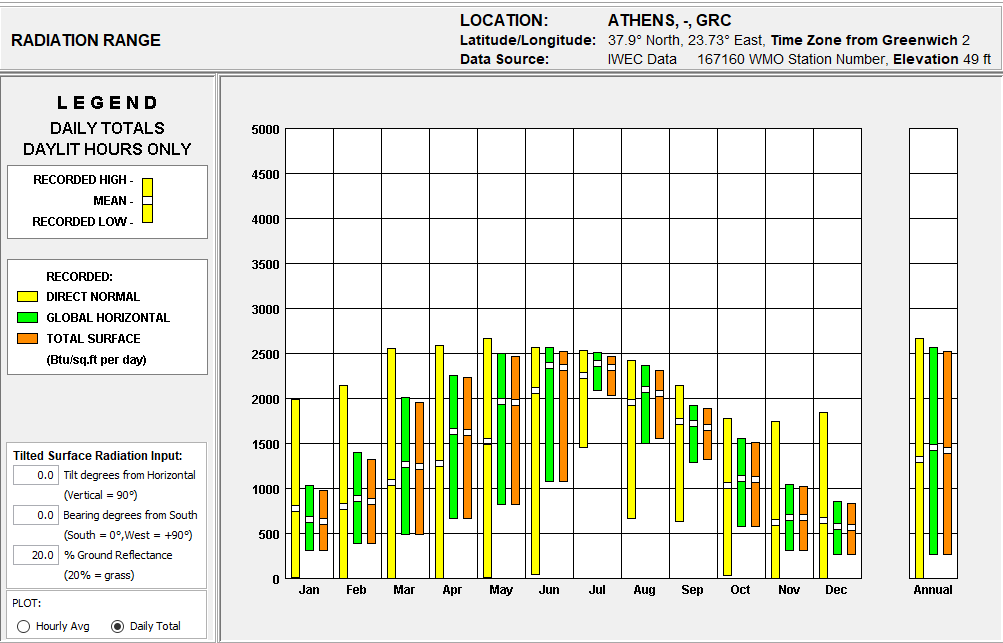 RADIATION RANGE
LOCATION: ATHENS, -, GRC
Latitude/Longitude: 37.9° North, 23.73° East, Time Zone from Greenwich 2
Data Source: IWEC Data 167160 WMO Station Number, Elevation 49 ft
LEGEND
DAILY TOTALS
DAYLIT HOURS ONLY
RECORDED HIGH -
MEAN -
RECORDED LOW -
RECORDED:
DIRECT NORMAL
GLOBAL HORIZONTAL
TOTAL SURFACE
(Btu/sq.ft per day)
Tilted Surface Radiation Input:
0.0 Tilt degrees from Horizontal
(Vertical = 90°)
0.0 Bearing degrees from South
(South = 0°,West = +90°)
20.0 % Ground Reflectance
(20% = grass)
PLOT:
Hourly Avg Daily Total
5000
4500
4000
3500
3000
2500
2000
1500
1000
500
0
Jan Feb Mar Apr May Jun Jul Aug Sep Oct Nov Dec Annual